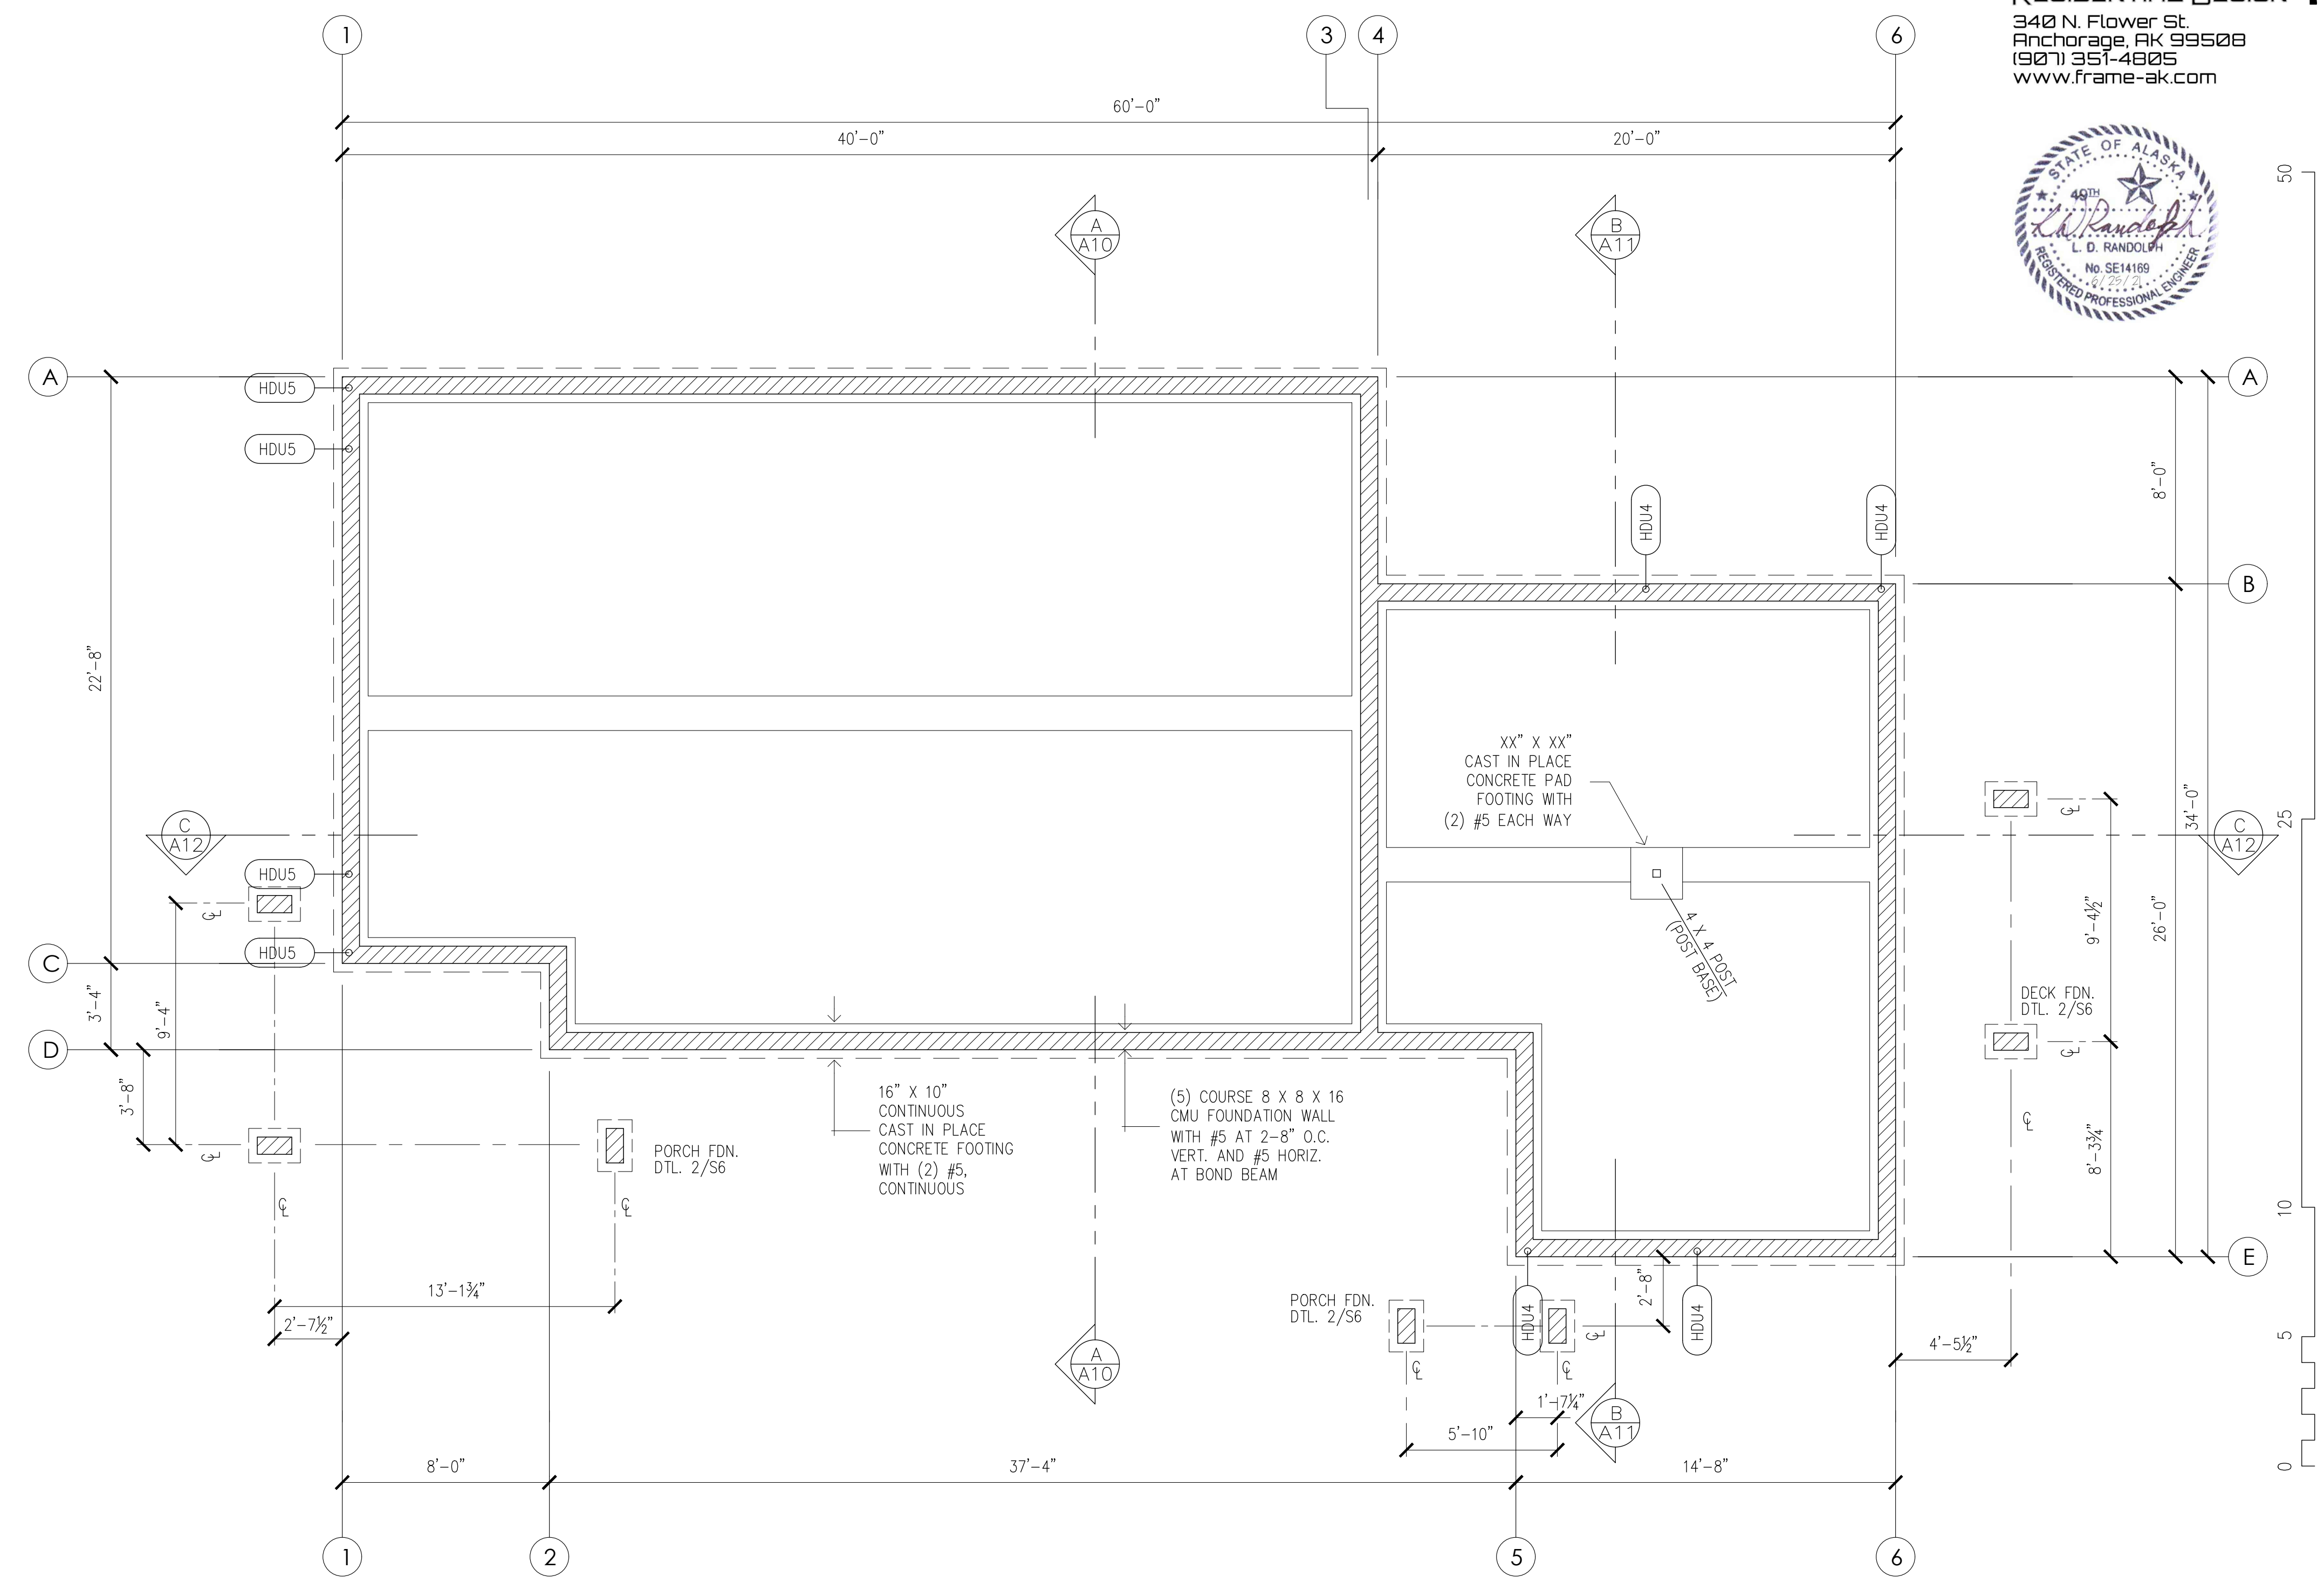 RESIDENTIAL DESIGN
340 N. Flower St.
Anchorage, AK 99508
(907) 351-4805
www.frame-ak.com
1
3
4
6
60'-0"
40'-0"
20'-0"
STATE OF ALASKA
49TH
L. D. RANDOLPH
No. SE14169
6/25/21
REGISTERED PROFESSIONAL ENGINEER
50
A
A10
B
A11
A
HDU5
A
HDU5
8'-0"
HDU4
HDU4
B
22'-8"
XX" X XX"
CAST IN PLACE
CONCRETE PAD
FOOTING WITH
(2) #5 EACH WAY
34'-0"
25
C
A12
C
A12
HDU5
℄
℄
9'-4½"
26'-0"
4 X 4 POST
(POST BASE)
HDU5
C
3'-4"
9'-4"
DECK FDN.
DTL. 2/S6
D
℄
3'-8"
16" X 10"
CONTINUOUS
CAST IN PLACE
CONCRETE FOOTING
WITH (2) #5,
CONTINUOUS
(5) COURSE 8 X 8 X 16
CMU FOUNDATION WALL
WITH #5 AT 2-8" O.C.
VERT. AND #5 HORIZ.
AT BOND BEAM
℄
8'-3¾"
PORCH FDN.
DTL. 2/S6
℄
℄
℄
10
E
13'-1¾"
2'-7½"
PORCH FDN.
DTL. 2/S6
HDU4
℄
2'-8"
HDU4
4'-5½"
5
A
A10
℄
℄
1'-7¼"
B
A11
5'-10"
8'-0"
37'-4"
14'-8"
0
1
2
5
6